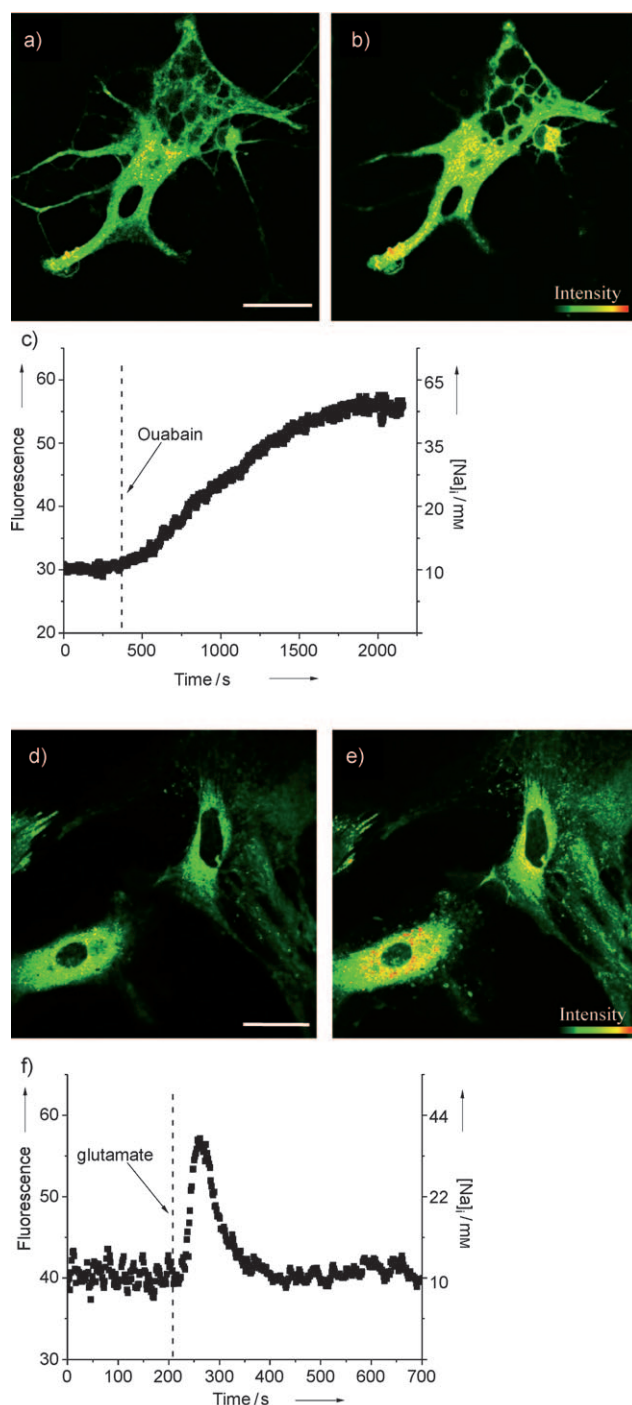 a)
b)
Intensity
c)
Fluorescence
60
50
40
30
20
Ouabain
65
35
20
10
[Na]i / mM
0 500 1000 1500 2000
Time / s
d)
e)
Intensity
f)
Fluorescence
60
50
40
30
glutamate
44
22
10
[Na]i / mM
0 100 200 300 400 500 600 700
Time / s